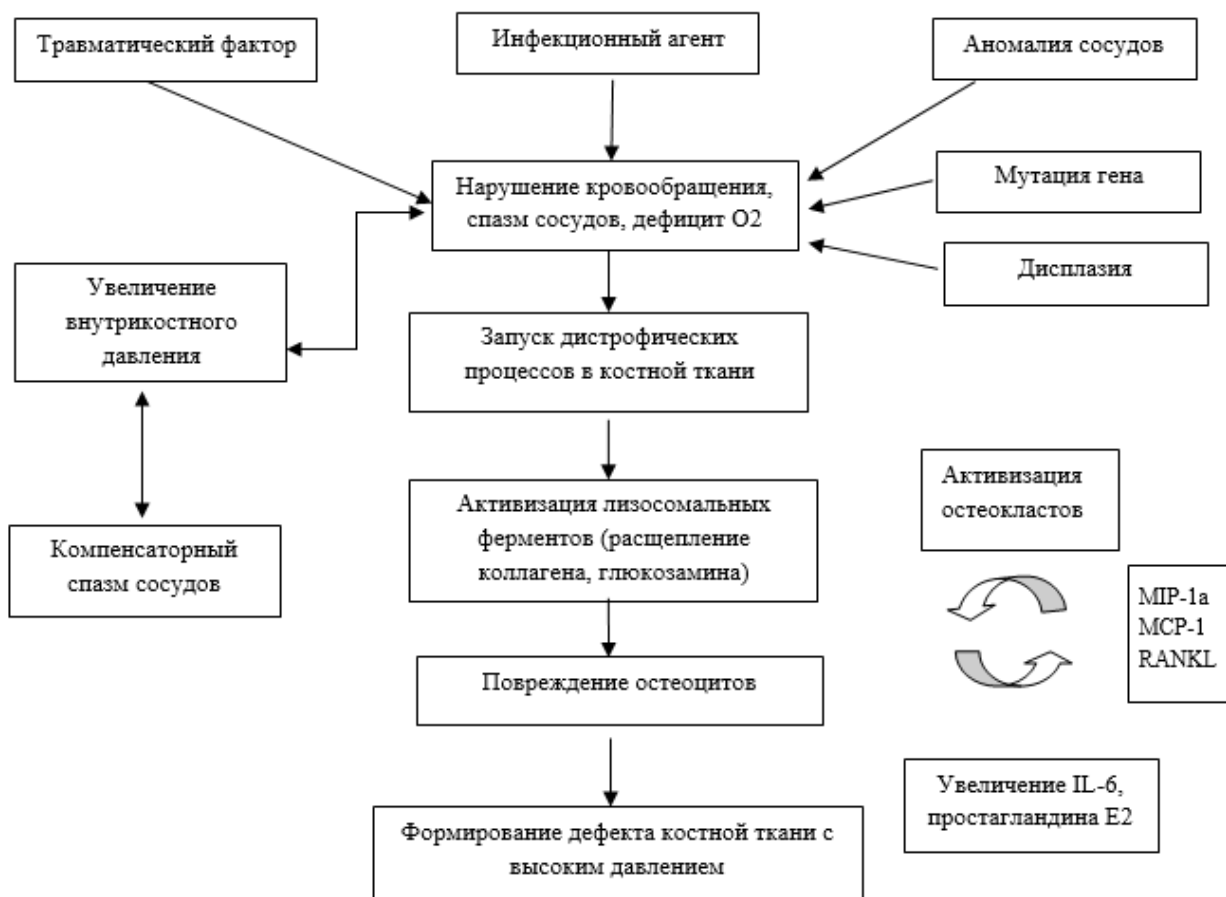 Травматический фактор
Инфекционный агент
Аномалия сосудов
Нарушение кровообращения,
спазм сосудов, дефицит О2
Мутация гена
Дисплазия
Увеличение
внутрикостного
давления
Запуск дистрофических
процессов в костной ткани
Компенсаторный
спазм сосудов
Активизация лизосомальных
ферментов (расщепление
коллагена, глюкозамина)
Активизация
остеокластов
MIP-1a
MCP-1
RANKL
Повреждение остеоцитов
Увеличение IL-6,
простагландина Е2
Формирование дефекта костной ткани с
высоким давлением